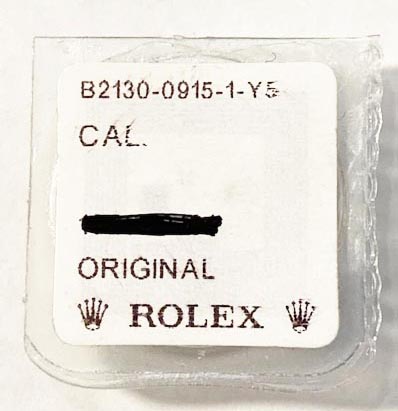 B2130-0915-1-Y5
CAL.
ORIGINAL
ROLEX